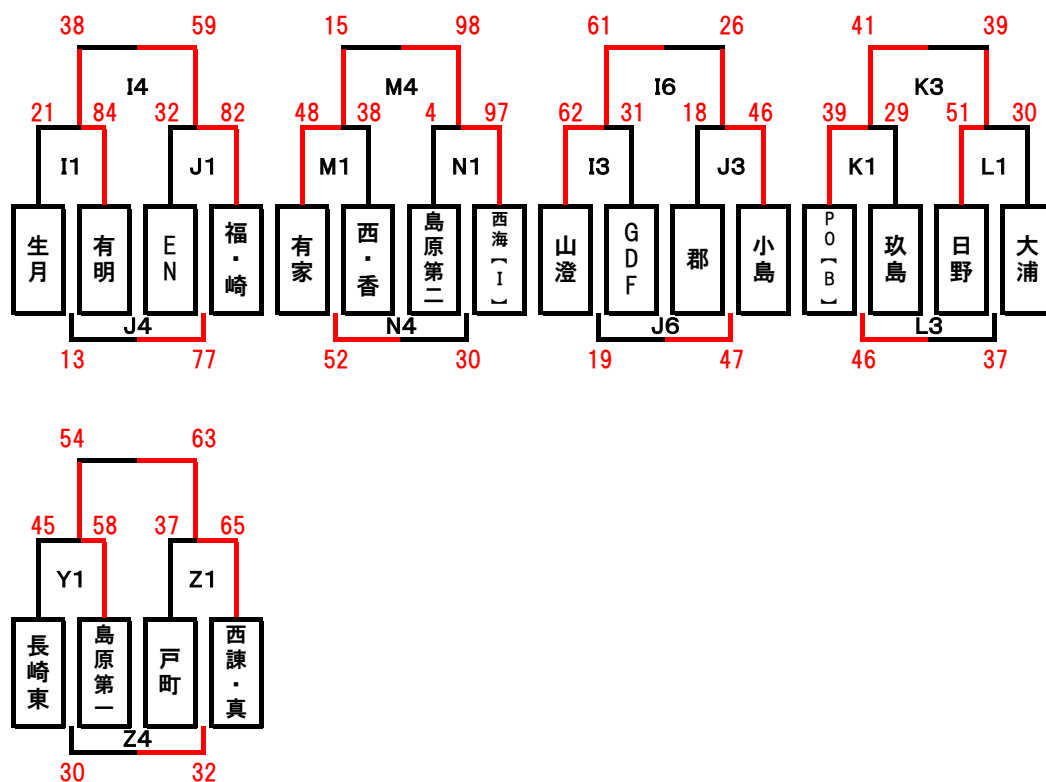 38 59 15 98 61 26 41 39
I4 M4 I6 K3
21 84 32 82 48 38 4 97 62 31 18 46 39 29 51 30
I1 J1 M1 N1 I3 J3 K1 L1
生月 有明 EN 福・崎 有家 西・香 島原第二 西海【I】 山澄 GDF 郡 小島 PO【B】 玖島 日野 大浦
J4 N4 J6 L3
13 77 52 30 19 47 46 37
54 63
45 58 37 65
Y1 Z1
長崎東 島原第一 戸町 西諫・真
Z4
30 32